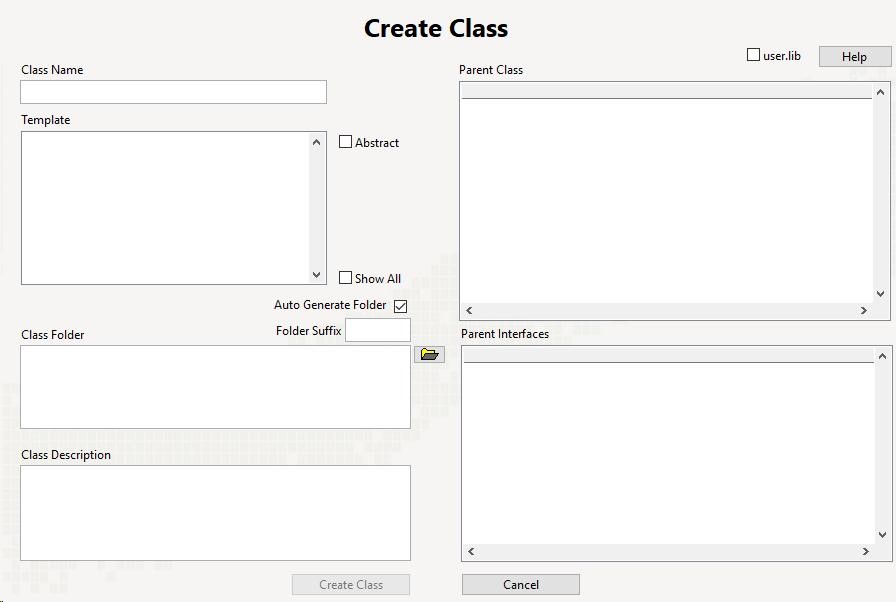 Create Class
user.lib
Help
Class Name
Parent Class
Template
Abstract
Show All
Auto Generate Folder
Folder Suffix
Class Folder
Parent Interfaces
Class Description
Create Class
Cancel